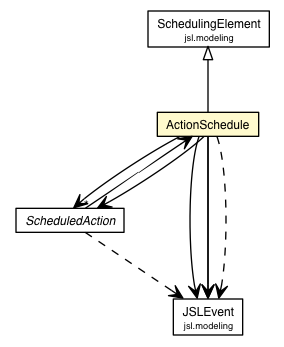 SchedulingElement
jsl.modeling
ActionSchedule
ScheduledAction
JSLEvent
jsl.modeling